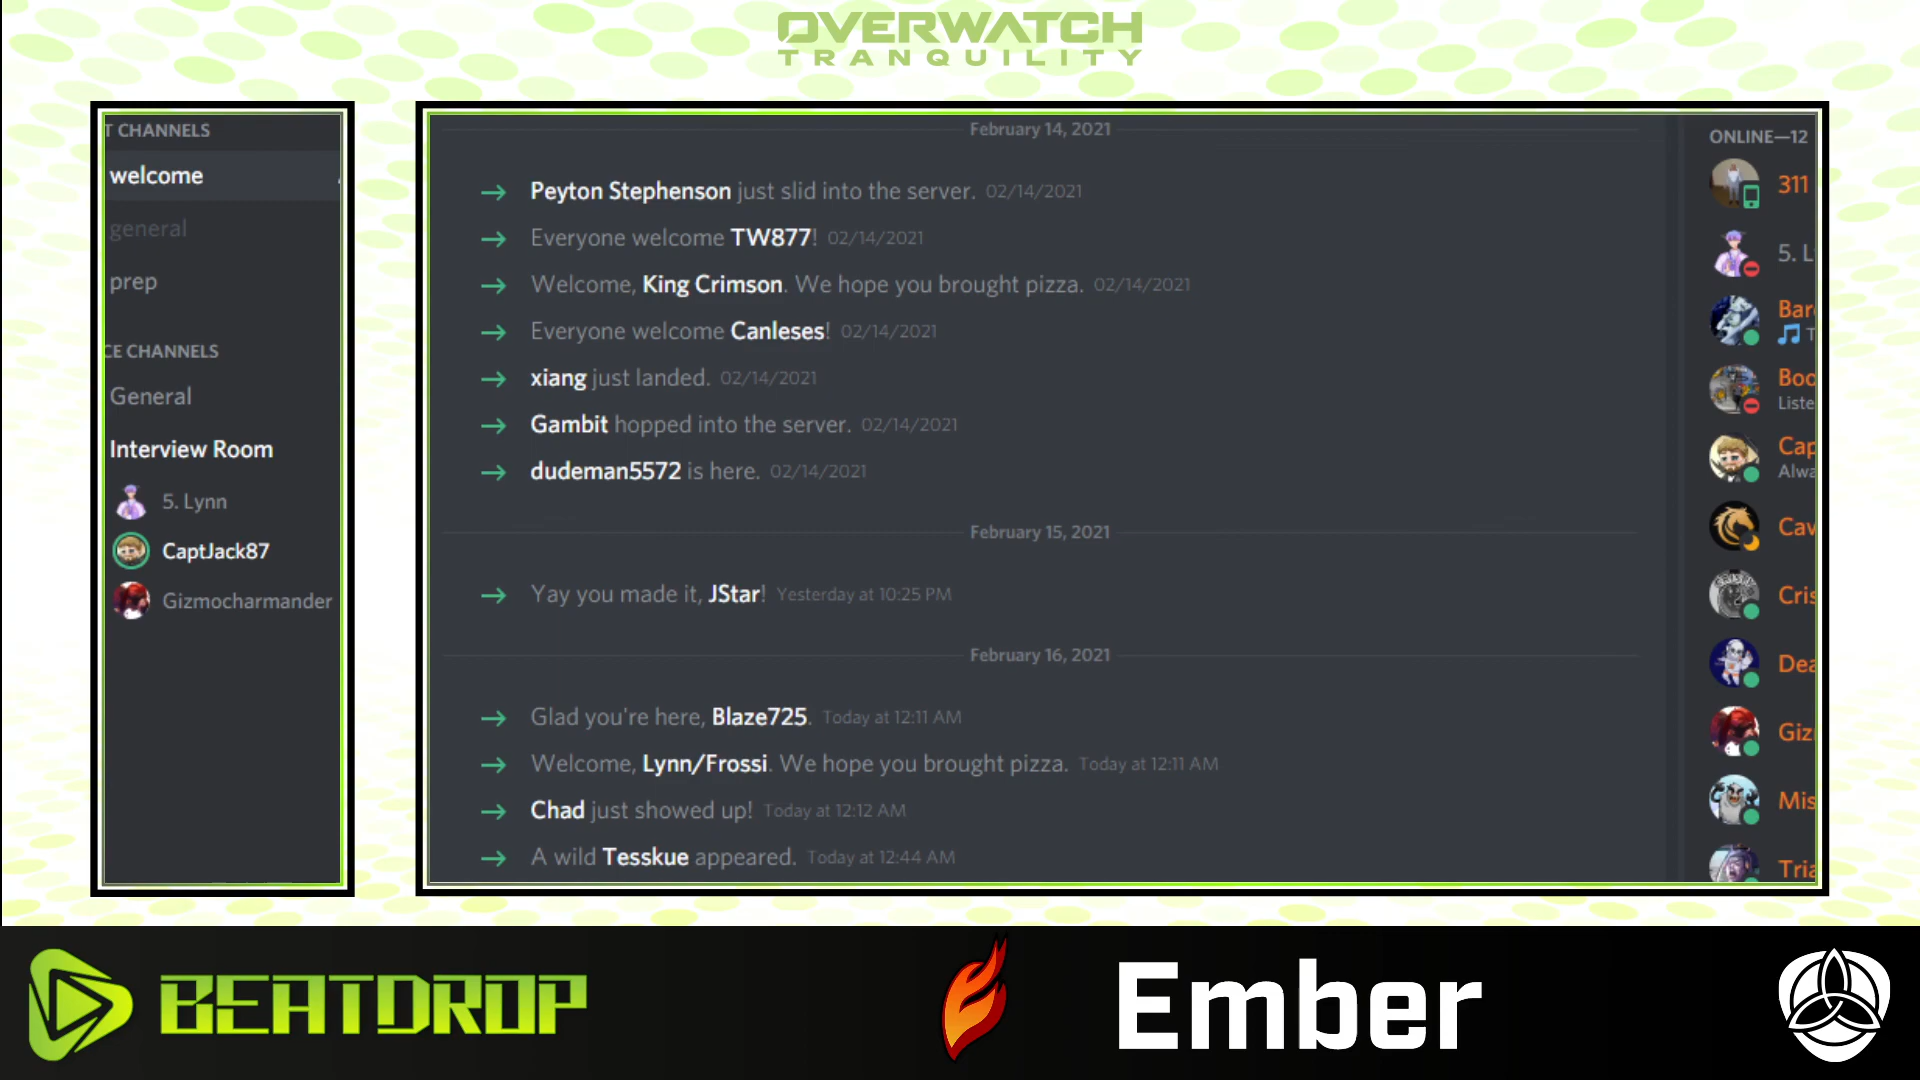 OVERWATCH
TRANQUILITY
T CHANNELS
welcome
general
prep
CE CHANNELS
General
Interview Room
5. Lynn
CaptJack87
Gizmocharmander
February 14, 2021
Peyton Stephenson just slid into the server. 02/14/2021
Everyone welcome TW877! 02/14/2021
Welcome, King Crimson. We hope you brought pizza. 02/14/2021
Everyone welcome Canleses! 02/14/2021
xiang just landed. 02/14/2021
Gambit hopped into the server. 02/14/2021
dudeman5572 is here. 02/14/2021
February 15, 2021
Yay you made it, JStar! Yesterday at 10:25 PM
February 16, 2021
Glad you're here, Blaze725. Today at 12:11 AM
Welcome, Lynn/Frossi. We hope you brought pizza. Today at 12:11 AM
Chad just showed up! Today at 12:12 AM
A wild Tesskue appeared. Today at 12:44 AM
ONLINE—12
311
5. L
Bar
T
Boo
Liste
Cap
Alwa
Cav
Cris
Dea
Giz
Mis
Tria
BEATDROP
Ember